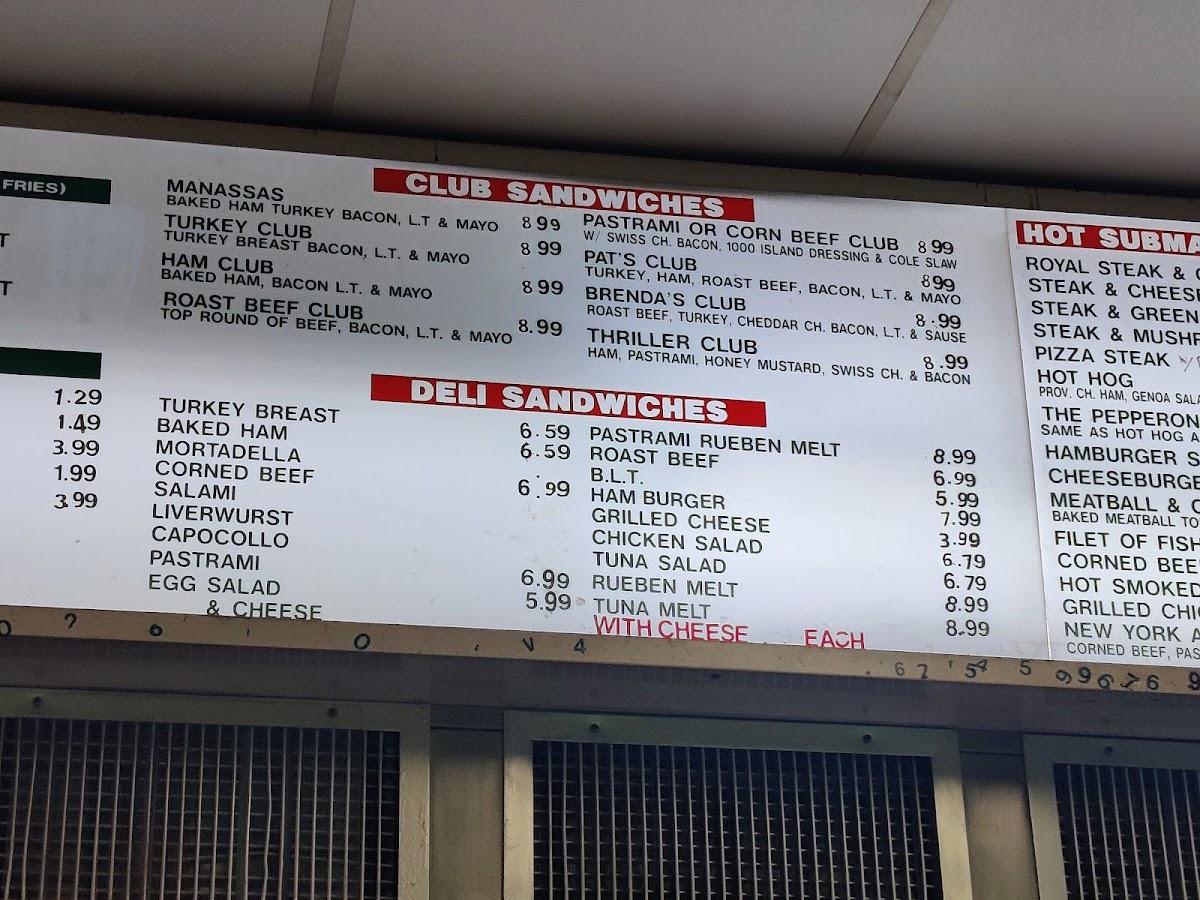 FRIES)
T
T
1.29
1.49
3.99
1.99
3.99
CLUB SANDWICHES
MANASSAS
BAKED HAM TURKEY BACON, L.T & MAYO 8 99
TURKEY CLUB
TURKEY BREAST BACON, L.T. & MAYO 8 99
HAM CLUB
BAKED HAM, BACON L.T. & MAYO 8 99
ROAST BEEF CLUB
TOP ROUND OF BEEF, BACON, L.T. & MAYO 8.99
PASTRAMI OR CORN BEEF CLUB 8 99
W/ SWISS CH. BACON, 1000 ISLAND DRESSING & COLE SLAW
PAT'S CLUB 899
TURKEY, HAM, ROAST BEEF, BACON, L.T. & MAYO
BRENDA'S CLUB 8.99
ROAST BEEF, TURKEY, CHEDDAR CH. BACON, L.T. & SAUSE
THRILLER CLUB 8.99
HAM, PASTRAMI, HONEY MUSTARD, SWISS CH. & BACON
DELI SANDWICHES
TURKEY BREAST 6.59
BAKED HAM 6.59
MORTADELLA
CORNED BEEF 6.99
SALAMI
LIVERWURST
CAPOCOLLO
PASTRAMI 6.99
EGG SALAD 5.99
& CHEESE
PASTRAMI RUEBEN MELT 8.99
ROAST BEEF 6.99
B.L.T. 5.99
HAM BURGER 7.99
GRILLED CHEESE 3.99
CHICKEN SALAD 6.79
TUNA SALAD 6.79
RUEBEN MELT 8.99
TUNA MELT 8.99
WITH CHEESE EACH
HOT SUBMA
ROYAL STEAK &
STEAK & CHEESE
STEAK & GREEN
STEAK & MUSHR
PIZZA STEAK
HOT HOG
PROV. CH. HAM, GENOA SALA
THE PEPPERON
SAME AS HOT HOG
HAMBURGER S
CHEESEBURGE
MEATBALL & C
BAKED MEATBALL TO
FILET OF FISH
CORNED BEE
HOT SMOKED
GRILLED CHI
NEW YORK A
CORNED BEEF, PAS